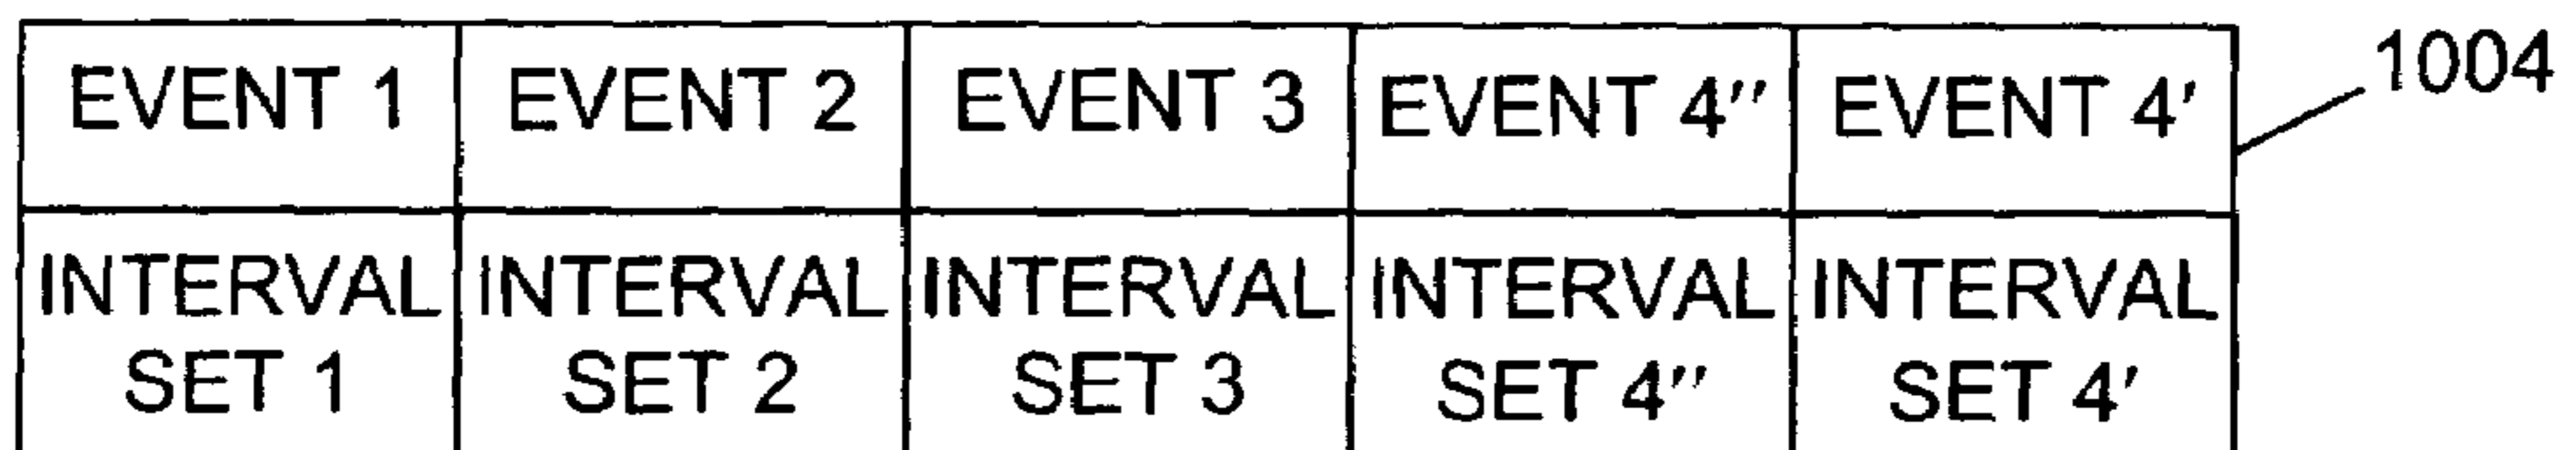 EVENT 1 EVENT 2 EVENT 3 EVENT 4′′ EVENT 4′ 1004
INTERVAL INTERVAL INTERVAL INTERVAL INTERVAL
SET 1 SET 2 SET 3 SET 4′′ SET 4′